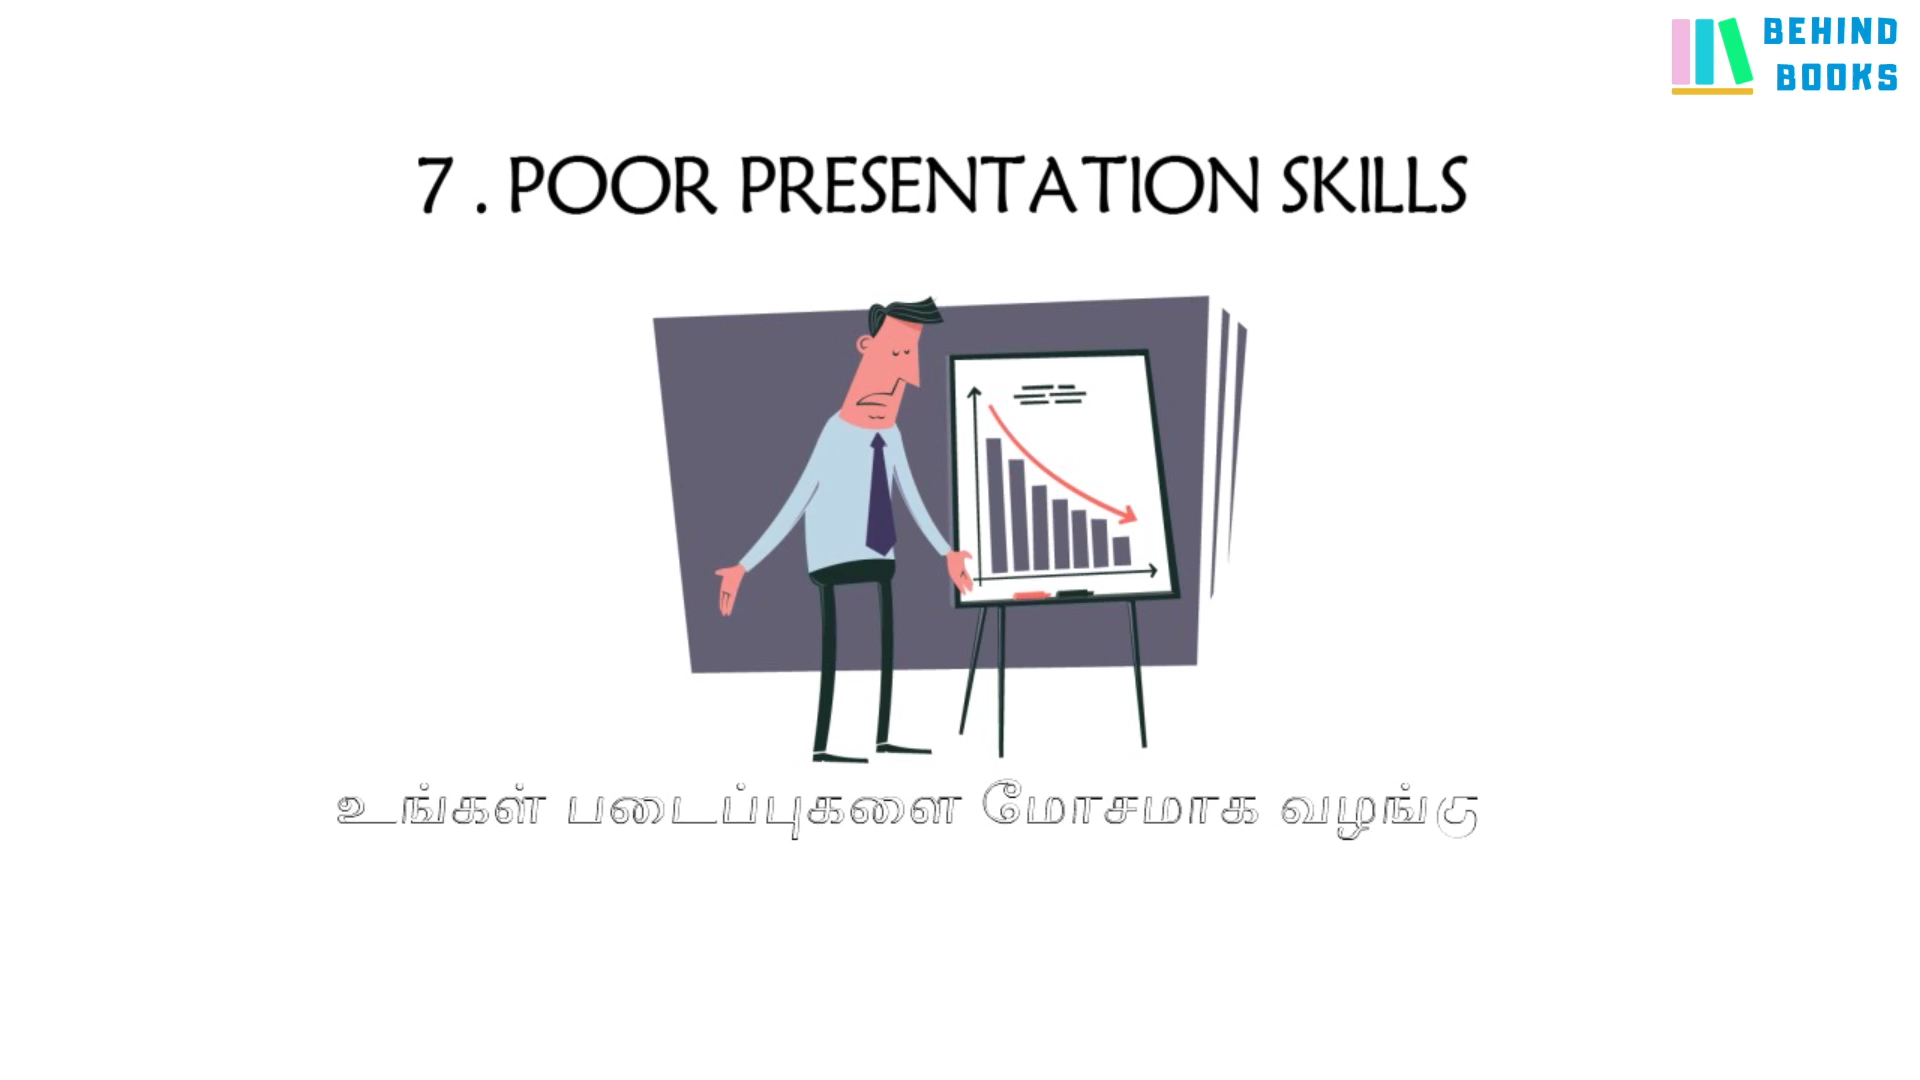 BEHIND
BOOKS
7 . POOR PRESENTATION SKILLS
உங்கள் படைப்புகளை மோசமாக வழங்கு